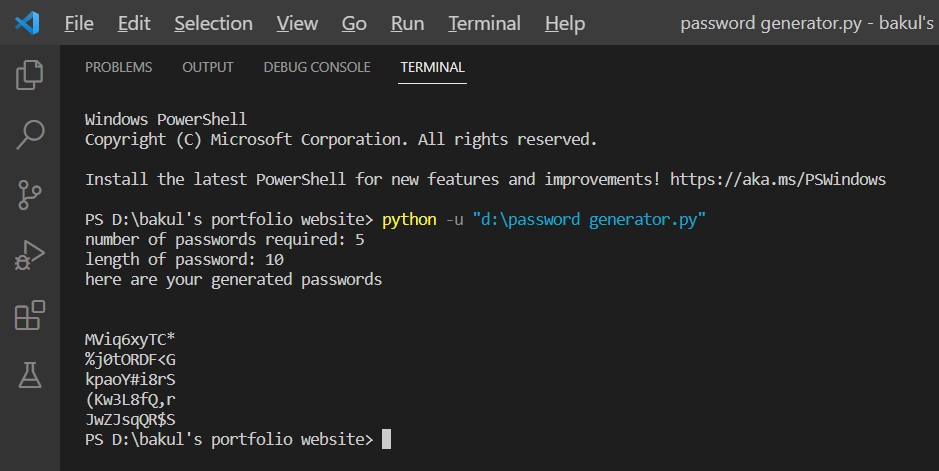 File Edit Selection View Go Run Terminal Help password generator.py - bakul's
PROBLEMS OUTPUT DEBUG CONSOLE TERMINAL
Windows PowerShell
Copyright (C) Microsoft Corporation. All rights reserved.
Install the latest PowerShell for new features and improvements! https://aka.ms/PSWindows
PS D:\bakul's portfolio website> python -u "d:\password generator.py"
number of passwords required: 5
length of password: 10
here are your generated passwords
MViq6xyTC*
%j0tORDF<G
kpaoY#i8rS
(Kw3L8fQ,r
JwZJsqQR$S
PS D:\bakul's portfolio website>